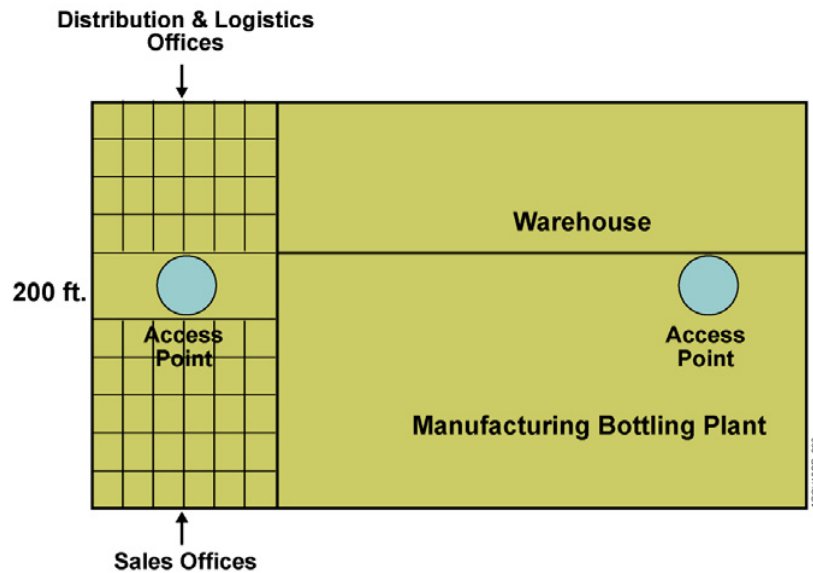 Distribution & Logistics
Offices
Warehouse
200 ft.
Access
Point
Access
Point
Manufacturing Bottling Plant
Sales Offices